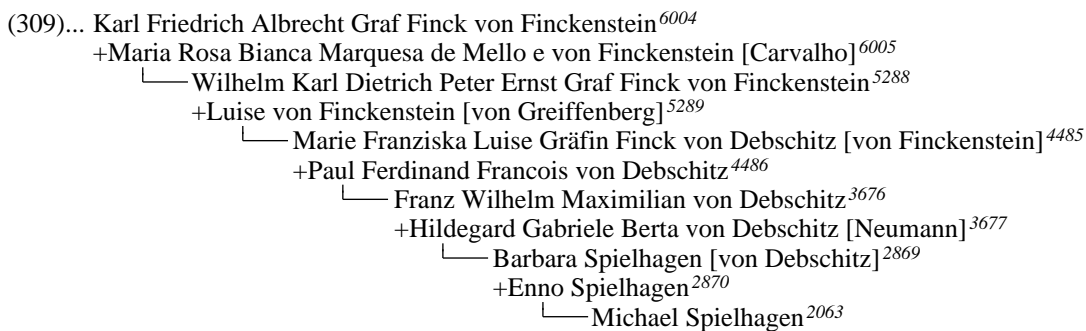 (309)... Karl Friedrich Albrecht Graf Finck von Finckenstein6004
+Maria Rosa Bianca Marquesa de Mello e von Finckenstein [Carvalho]6005
Wilhelm Karl Dietrich Peter Ernst Graf Finck von Finckenstein5288
+Luise von Finckenstein [von Greiffenberg]5289
Marie Franziska Luise Gräfin Finck von Debschitz [von Finckenstein]4485
+Paul Ferdinand Francois von Debschitz4486
Franz Wilhelm Maximilian von Debschitz3676
+Hildegard Gabriele Berta von Debschitz [Neumann]3677
Barbara Spielhagen [von Debschitz]2869
+Enno Spielhagen2870
Michael Spielhagen2063